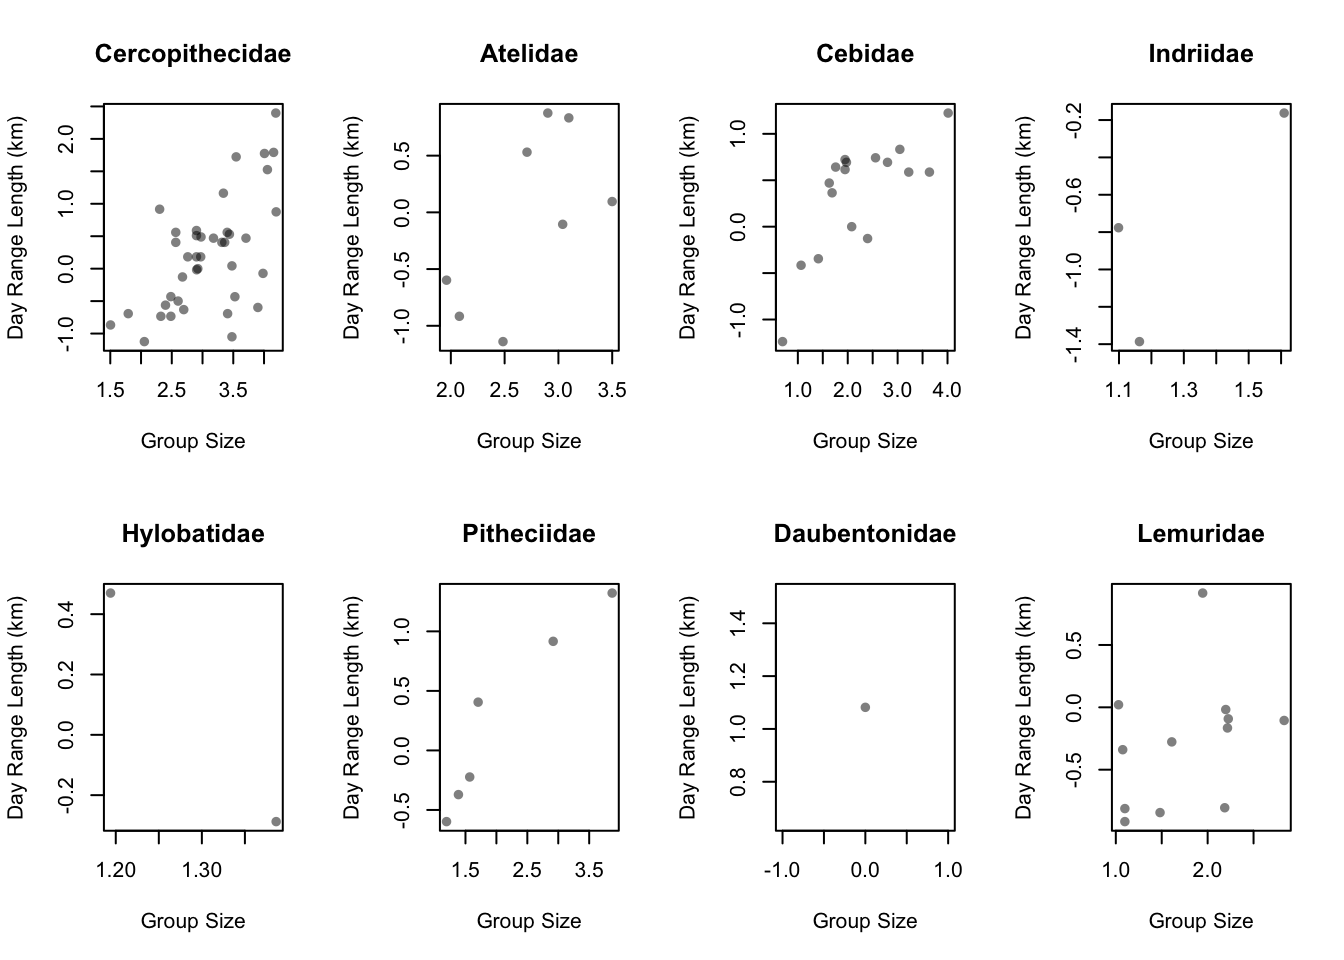 Cercopithecidae Atelidae Cebidae Indriidae
Day Range Length (km) Day Range Length (km) Day Range Length (km) Day Range Length (km)
2.0 1.0 0.0 -1.0
0.5 0.0 -0.5 -1.0
1.0 0.0 -1.0
-0.2 -0.6 -1.0 -1.4
1.5 2.5 3.5 2.0 2.5 3.0 3.5 1.0 2.0 3.0 4.0 1.1 1.3 1.5
Group Size Group Size Group Size Group Size
Hylobatidae Pitheciidae Daubentonidae Lemuridae
Day Range Length (km) Day Range Length (km) Day Range Length (km) Day Range Length (km)
0.4 0.2 0.0 -0.2
1.0 0.5 0.0 -0.5
1.4 1.2 1.0 0.8
0.5 0.0 -0.5
1.20 1.30 1.5 2.5 3.5 -1.0 0.0 1.0 1.0 2.0
Group Size Group Size Group Size Group Size